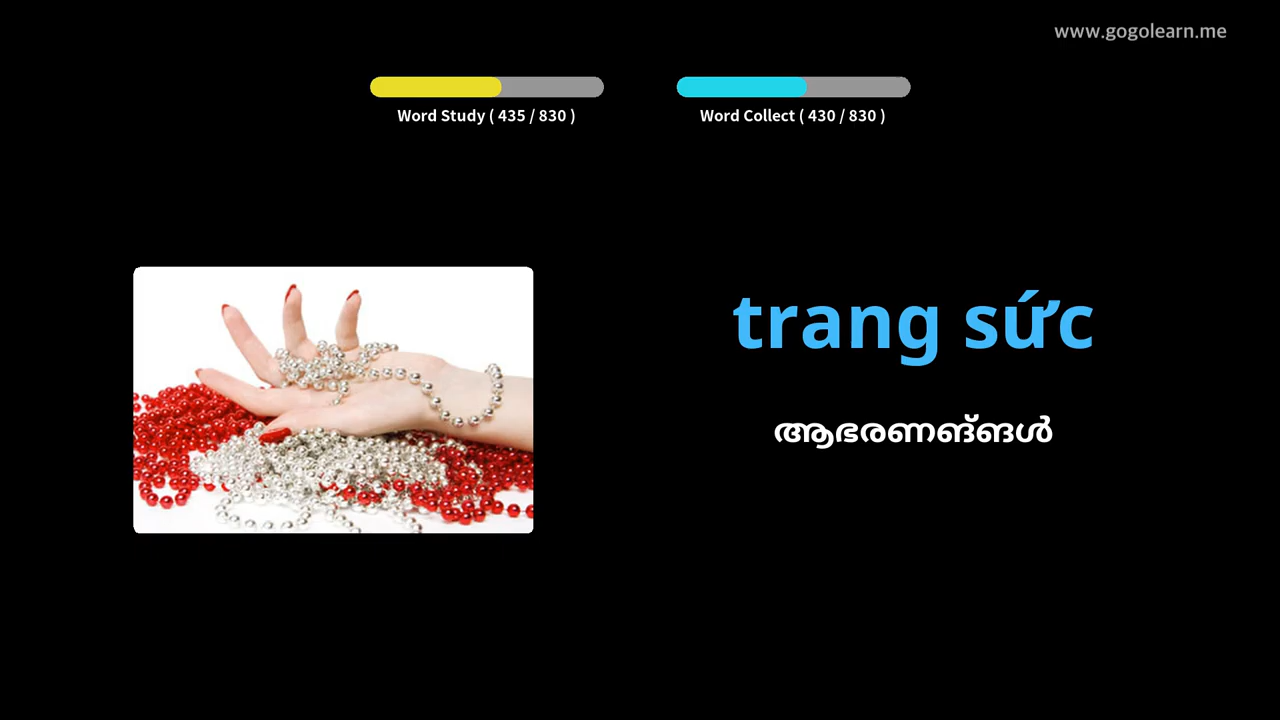 www.gogolearn.me
Word Study ( 435 / 830 )
Word Collect ( 430 / 830 )
trang sức
ആഭരണങ്ങൾ